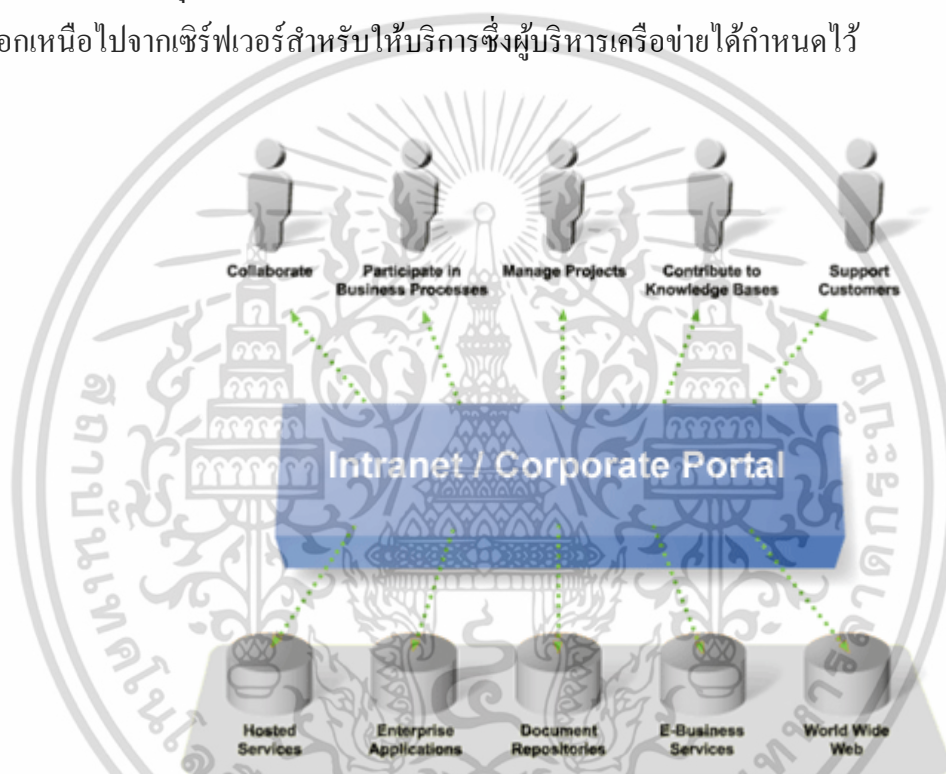 อกเหนือไปจากเซิร์ฟเวอร์สำหรับให้บริการซึ่งผู้บริหารเครือข่ายได้กำหนดไว้
Collaborate
Participate in
Business Processes
Manage Projects
Contribute to
Knowledge Bases
Support
Customers
Intranet / Corporate Portal
Hosted
Services
Enterprise
Applications
Document
Repositories
E-Business
Services
World Wide
Web